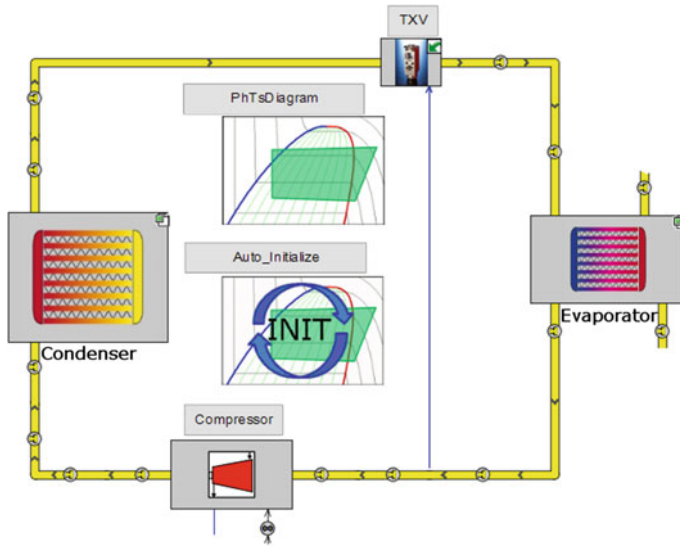 TXV
PhTsDiagram
Auto_Initialize
INIT
Condenser
Evaporator
Compressor